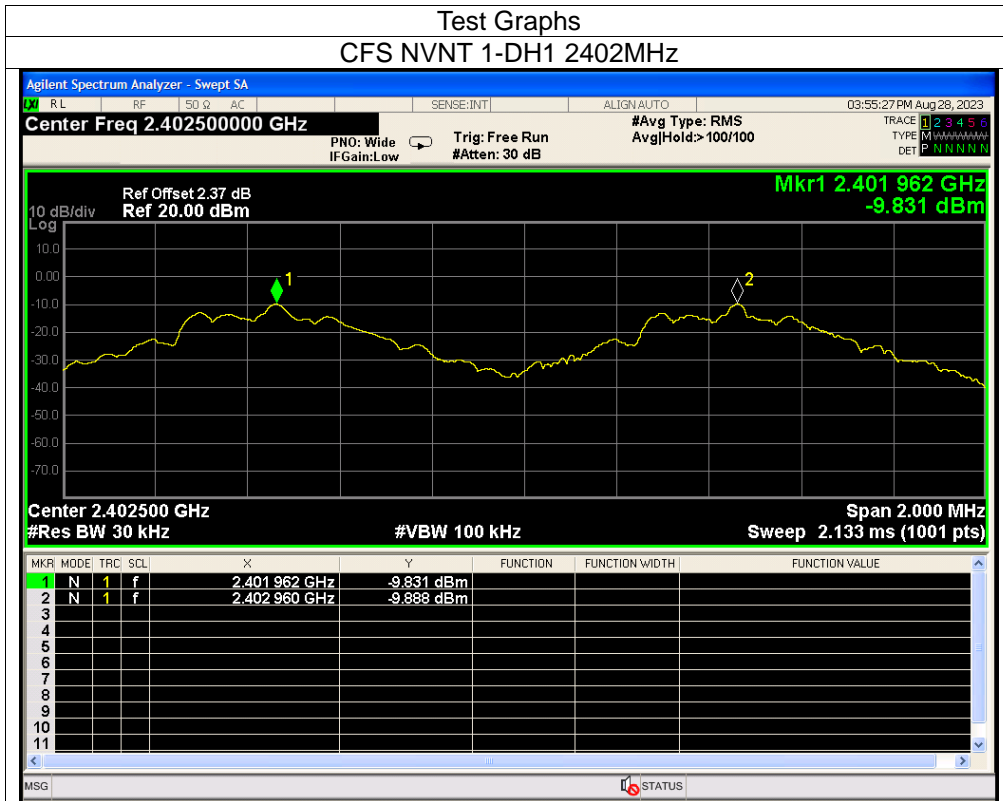 Test Graphs
CFS NVNT 1-DH1 2402MHz
Agilent Spectrum Analyzer - Swept SA
LXI RL RF 50 Ω AC SENSE:INT ALIGN AUTO 03:55:27 PM Aug 28, 2023
Center Freq 2.402500000 GHz #Avg Type: RMS TRACE 1 2 3 4 5 6
PNO: Wide Trig: Free Run Avg|Hold:>100/100 TYPE M WWWWW
IFGain:Low #Atten: 30 dB DET P N N N N N
Mkr1 2.401 962 GHz
Ref Offset 2.37 dB
-9.831 dBm
10 dB/div Ref 20.00 dBm
Log
10.0
0.00
1
2
-10.0
-20.0
-30.0
-40.0
-50.0
-60.0
-70.0
Center 2.402500 GHz Span 2.000 MHz
#Res BW 30 kHz #VBW 100 kHz Sweep 2.133 ms (1001 pts)
MKR MODE TRC SCL X Y FUNCTION FUNCTION WIDTH FUNCTION VALUE
1 N 1 f 2.401 962 GHz -9.831 dBm
2 N 1 f 2.402 960 GHz -9.888 dBm
3
4
5
6
7
8
9
10
11
MSG STATUS